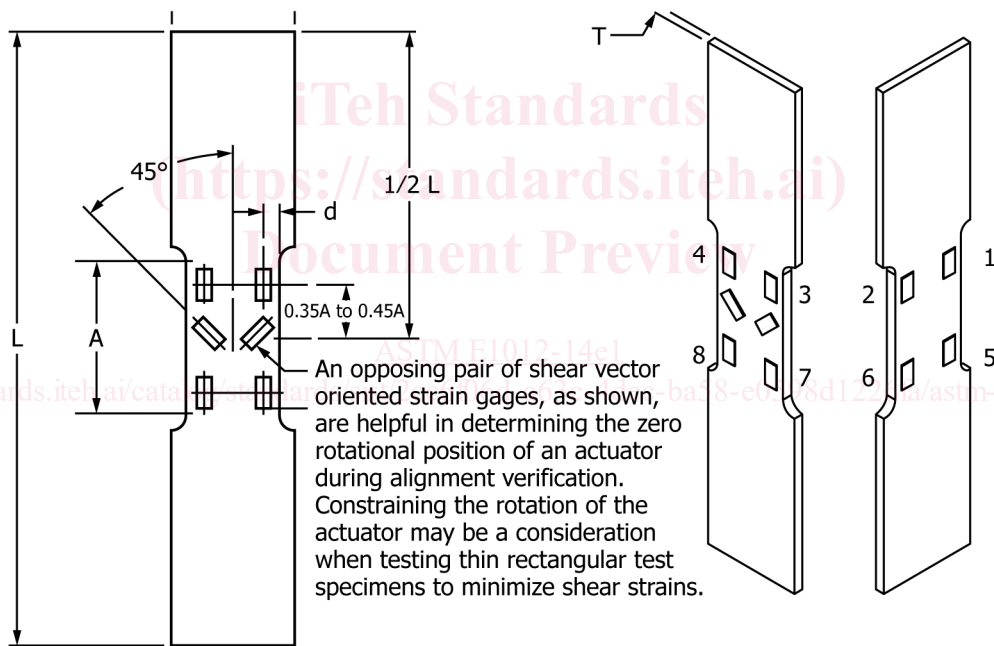 T
iTeh Standards
(https://standards.iteh.ai)
Document Preview
45°
1/2 L
d
0.35A to 0.45A
L
A
ASTM E1012-14e1
An opposing pair of shear vector
oriented strain gages, as shown,
are helpful in determining the zero
rotational position of an actuator
during alignment verification.
Constraining the rotation of the
actuator may be a consideration
when testing thin rectangular test
specimens to minimize shear strains.
4
3
8
7
1
2
5
6